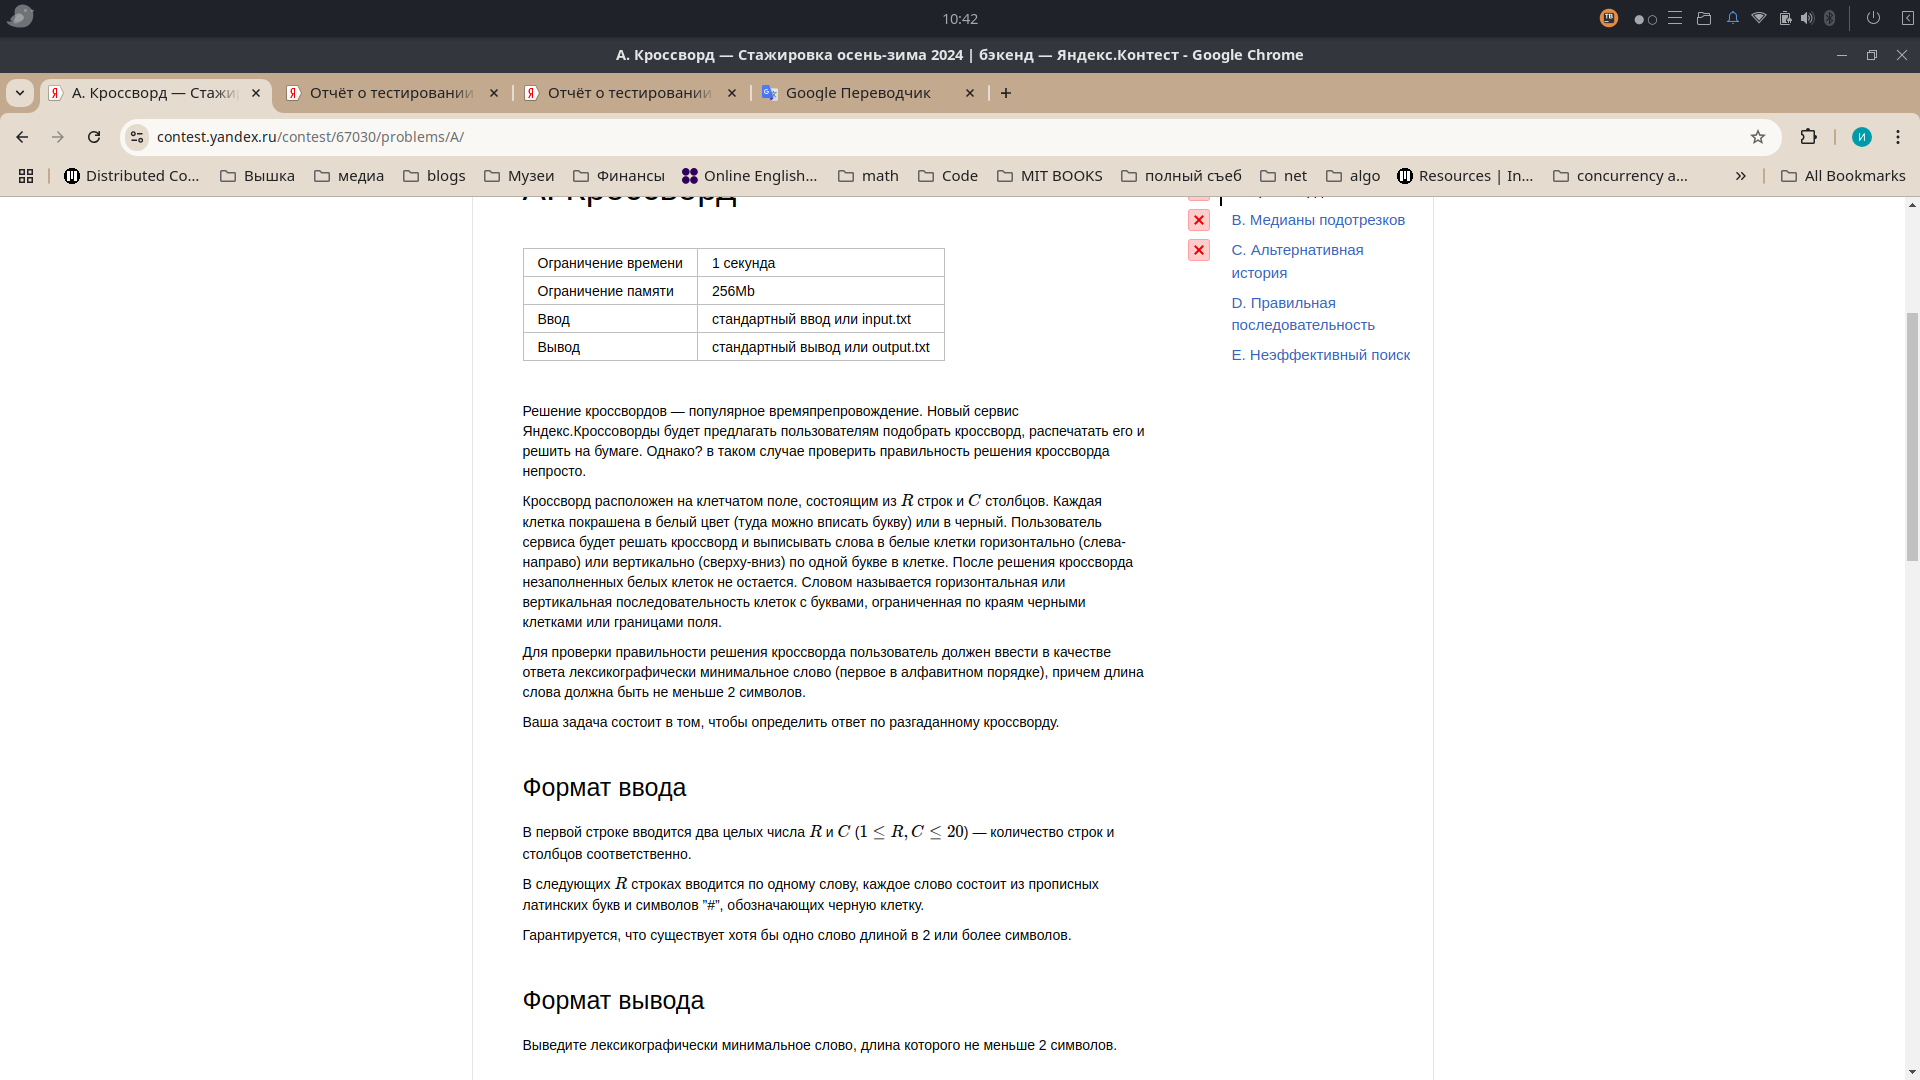 10:42
А. Кроссворд — Стажировка осень-зима 2024 | бэкенд — Яндекс.Контест - Google Chrome
А. Кроссворд — Стажи
Отчёт о тестировании
Отчёт о тестировании
Google Переводчик
contest.yandex.ru/contest/67030/problems/A/
И
Distributed Co...
Вышка
медиа
blogs
Музеи
Финансы
Online English...
math
Code
MIT BOOKS
полный съеб
net
algo
Resources | In...
concurrency a...
All Bookmarks
A. Кроссворд
B. Медианы подотрезков
C. Альтернативная
история
D. Правильная
последовательность
E. Неэффективный поиск
Ограничение времени 1 секунда
Ограничение памяти 256Mb
Ввод стандартный ввод или input.txt
Вывод стандартный вывод или output.txt
Решение кроссвордов — популярное времяпрепровождение. Новый сервис
Яндекс.Кроссоворды будет предлагать пользователям подобрать кроссворд, распечатать его и
решить на бумаге. Однако? в таком случае проверить правильность решения кроссворда
непросто.
Кроссворд расположен на клетчатом поле, состоящим из R строк и C столбцов. Каждая
клетка покрашена в белый цвет (туда можно вписать букву) или в черный. Пользователь
сервиса будет решать кроссворд и выписывать слова в белые клетки горизонтально (слева-
направо) или вертикально (сверху-вниз) по одной букве в клетке. После решения кроссворда
незаполненных белых клеток не остается. Словом называется горизонтальная или
вертикальная последовательность клеток с буквами, ограниченная по краям черными
клетками или границами поля.
Для проверки правильности решения кроссворда пользователь должен ввести в качестве
ответа лексикографически минимальное слово (первое в алфавитном порядке), причем длина
слова должна быть не меньше 2 символов.
Ваша задача состоит в том, чтобы определить ответ по разгаданному кроссворду.
Формат ввода
В первой строке вводится два целых числа R и C (1 ≤ R, C ≤ 20) — количество строк и
столбцов соответственно.
В следующих R строках вводится по одному слову, каждое слово состоит из прописных
латинских букв и символов ”#”, обозначающих черную клетку.
Гарантируется, что существует хотя бы одно слово длиной в 2 или более символов.
Формат вывода
Выведите лексикографически минимальное слово, длина которого не меньше 2 символов.